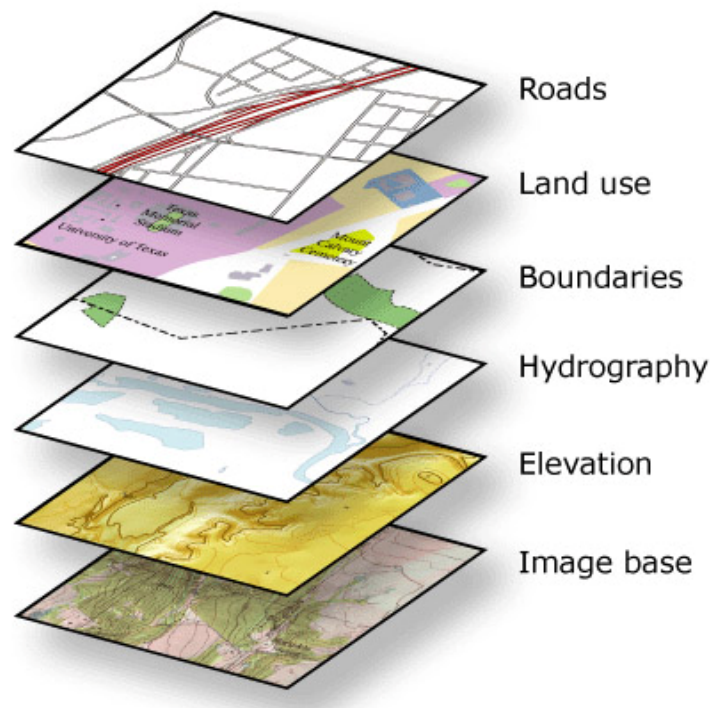 Roads
Land use
Texas
Memorial
Stadium
University of Texas
Mount
Calvary
Cemetery
Boundaries
Hydrography
Elevation
Image base